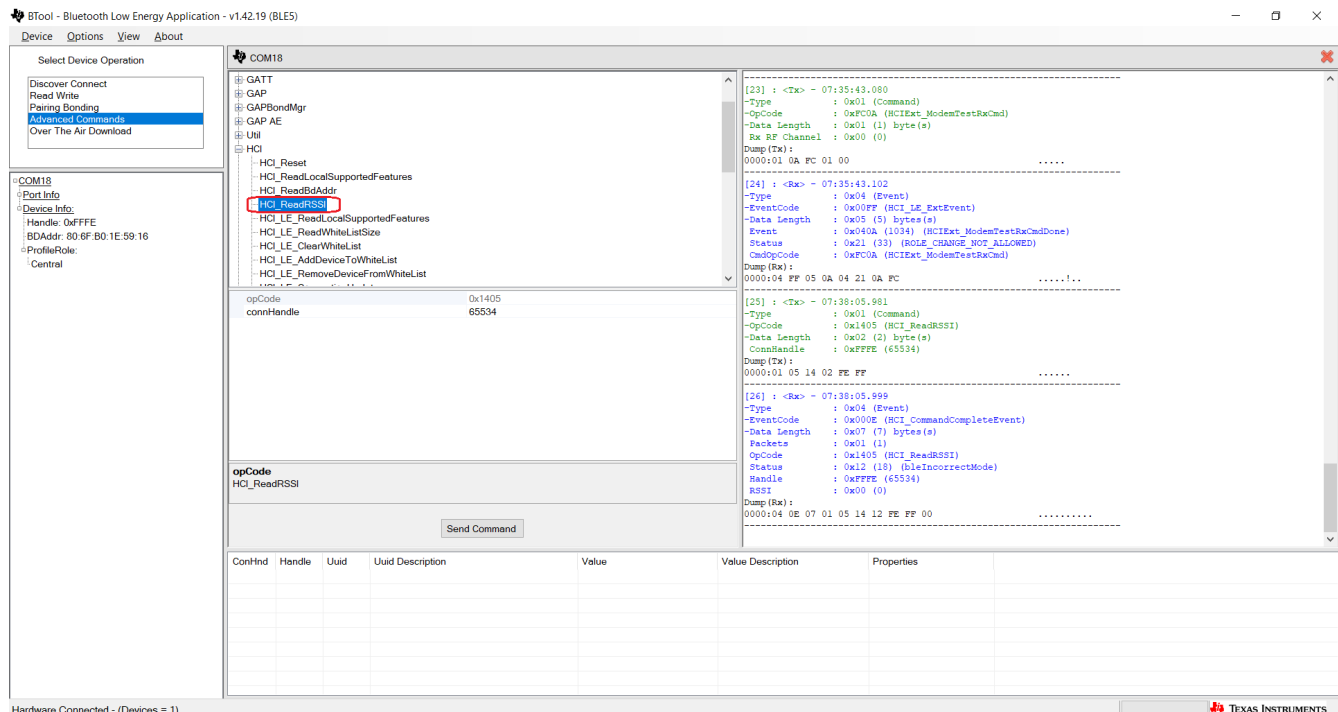 BTool - Bluetooth Low Energy Application - v1.42.19 (BLE5)
Device Options View About
Select Device Operation
Discover Connect
Read Write
Pairing Bonding
Advanced Commands
Over The Air Download
COM18
Port Info
Device Info:
Handle: 0xFFFE
BDAddr: 80:6F:B0:1E:59:16
ProfileRole:
Central
COM18
GATT
GAP
GAPBondMgr
GAP AE
Util
HCI
HCI_Reset
HCI_ReadLocalSupportedFeatures
HCI_ReadBdAddr
HCI_ReadRSSI
HCI_LE_ReadLocalSupportedFeatures
HCI_LE_ReadWhiteListSize
HCI_LE_ClearWhiteList
HCI_LE_AddDeviceToWhiteList
HCI_LE_RemoveDeviceFromWhiteList
opCode 0x1405
connHandle 65534
opCode
HCI_ReadRSSI
Send Command
------------------------------------------------------------------------
[23] : <Tx> - 07:35:43.080
-Type : 0x01 (Command)
-OpCode : 0xFC0A (HCIExt_ModemTestRxCmd)
-Data Length : 0x01 (1) byte(s)
Rx RF Channel : 0x00 (0)
Dump(Tx):
0000:01 0A FC 01 00 .....
------------------------------------------------------------------------
[24] : <Rx> - 07:35:43.102
-Type : 0x04 (Event)
-EventCode : 0x00FF (HCI_LE_ExtEvent)
-Data Length : 0x05 (5) bytes(s)
Event : 0x040A (1034) (HCIExt_ModemTestRxCmdDone)
Status : 0x21 (33) (ROLE_CHANGE_NOT_ALLOWED)
CmdOpCode : 0xFC0A (HCIExt_ModemTestRxCmd)
Dump(Rx):
0000:04 FF 05 0A 04 21 0A FC .....!..
------------------------------------------------------------------------
[25] : <Tx> - 07:38:05.981
-Type : 0x01 (Command)
-OpCode : 0x1405 (HCI_ReadRSSI)
-Data Length : 0x02 (2) byte(s)
ConnHandle : 0xFFFE (65534)
Dump(Tx):
0000:01 05 14 02 FE FF ......
------------------------------------------------------------------------
[26] : <Rx> - 07:38:05.999
-Type : 0x04 (Event)
-EventCode : 0x000E (HCI_CommandCompleteEvent)
-Data Length : 0x07 (7) bytes(s)
Packets : 0x01 (1)
OpCode : 0x1405 (HCI_ReadRSSI)
Status : 0x12 (18) (bleIncorrectMode)
Handle : 0xFFFE (65534)
RSSI : 0x00 (0)
Dump(Rx):
0000:04 0E 07 01 05 14 12 FE FF 00 ..........
------------------------------------------------------------------------
ConHnd Handle Uuid Uuid Description Value Value Description Properties
Hardware Connected - (Devices = 1)
TEXAS INSTRUMENTS